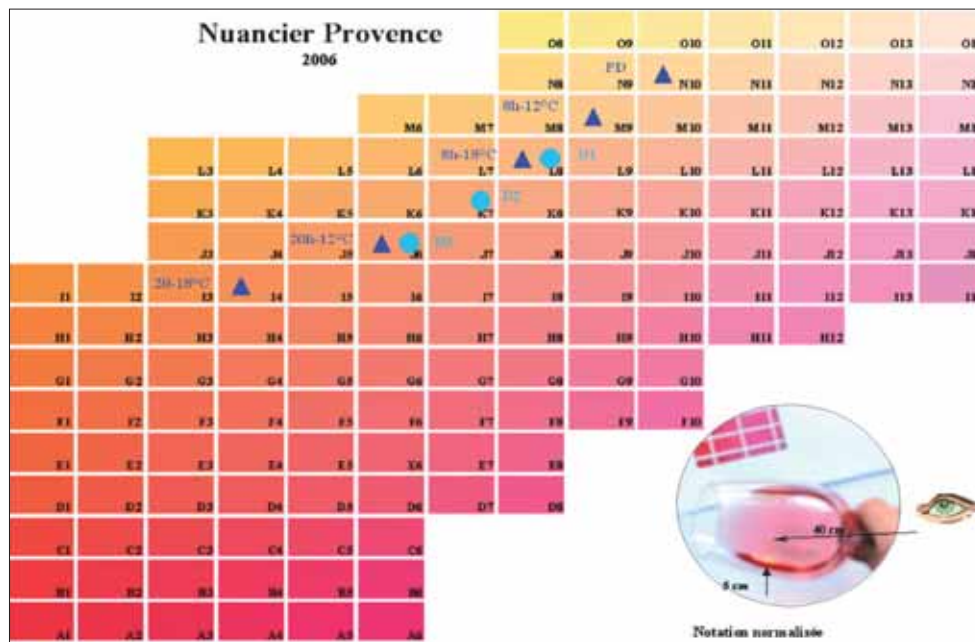 Nuancier Provence
2006
O8 O9 O10 O11 O12 O13
PD
N8 N9 N10 N11 N12 N13
8h-12°C
M6 M7 M8 M9 M10 M11 M12 M13
8h-18°C D1
L3 L4 L5 L6 L7 L8 L9 L10 L11 L12 L13
D2
K3 K4 K5 K6 K7 K8 K9 K10 K11 K12 K13
20h-12°C
J3 J4 J5 J6 J7 J8 J9 J10 J11 J12 J13
I1 I2 I3 I4 I5 I6 I7 I8 I9 I10 I11 I12 I13
H1 H2 H3 H4 H5 H6 H7 H8 H9 H10 H11 H12
G1 G2 G3 G4 G5 G6 G7 G8 G9 G10
F1 F2 F3 F4 F5 F6 F7 F8 F9 F10
E1 E2 E3 E4 E5 E6 E7 E8
D1 D2 D3 D4 D5 D6 D7 D8
C1 C2 C3 C4 C5 C6
B1 B2 B3 B4 B5 B6
A1 A2 A3 A4 A5 A6
40 cm
6 cm
Notation normalisée